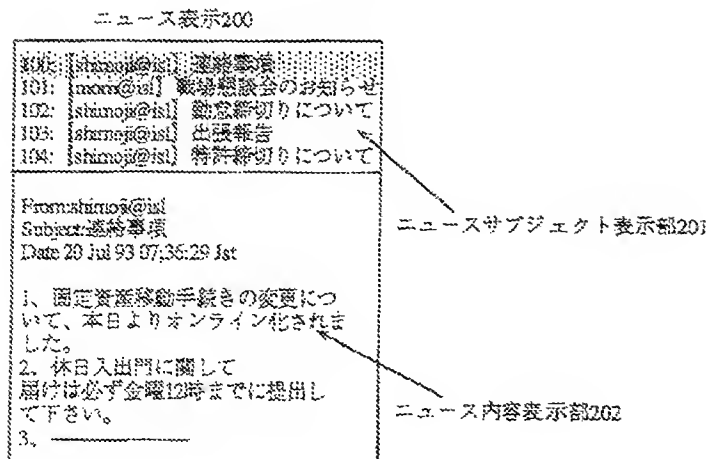 ニュース表示200
100: [shimoji@isl] 連絡事項
101: [mom@isl] 職場懇談会のお知らせ
102: [shimoji@isl] 勤怠締切りについて
103: [shimoji@isl] 出張報告
104: [shimoji@isl] 特許締切りについて
ニュースサブジェクト表示部201
From:shimoji@isl
Subject:連絡事項
Date 20 Jul 93 07;36:29 Jst
1、固定資産移動手続きの変更につ
いて、本日よりオンライン化されま
した。
2、休日入出門に関して
届けは必ず金曜12時までに提出し
て下さい。
3、
ニュース内容表示部202